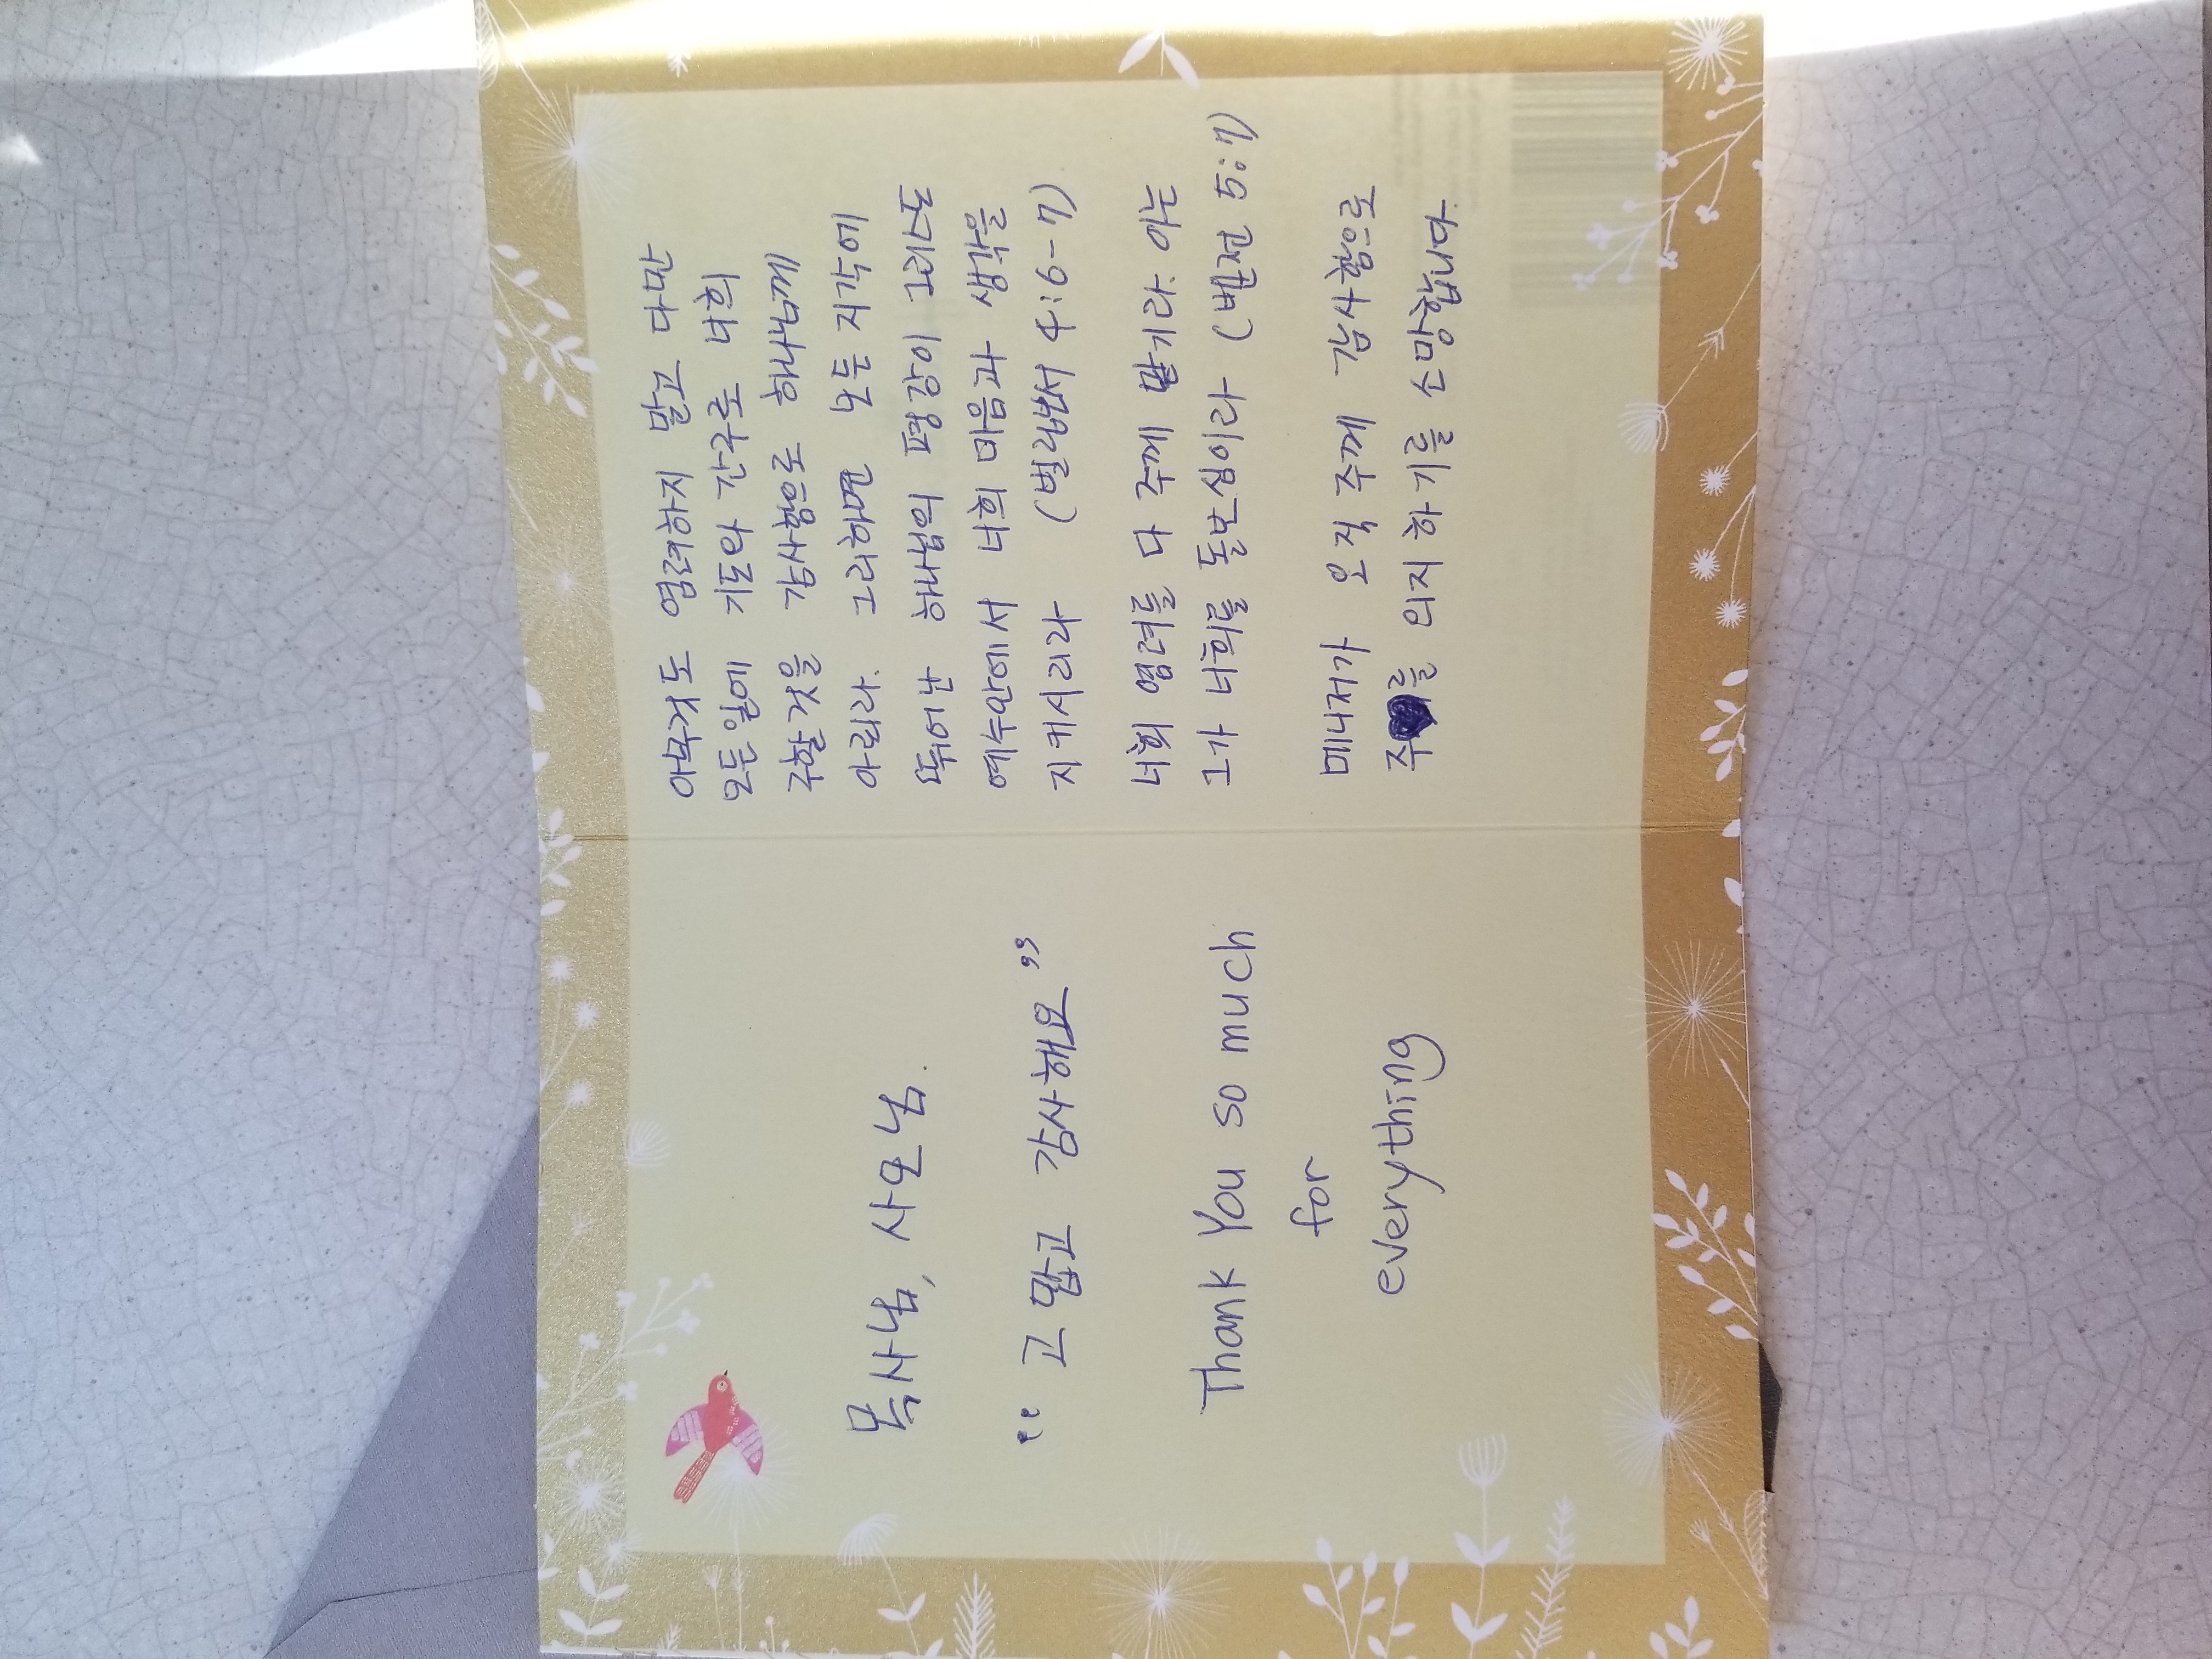 목사님, 사모님.
“고맙고 감사해요”
Thank You so much
for
everything
아무것도 염려하지 말고 다만
모든일에 기도와 간구로 너희
구할것을 감사함으로 하나님께
아뢰라. 그리하면 모든 지각에
뛰어난 하나님의 평강이 그리스도
예수안에서 너희 마음과 생각을
지키시리라 (빌립보서 4:6-7)
너희 염려를 다 주께 맡기라. 이는
그가 너희를 돌보심이라 (벧전 5:7)
메니저가 오직 주께 감사함으로
주를 의지하기를 소망합니다.